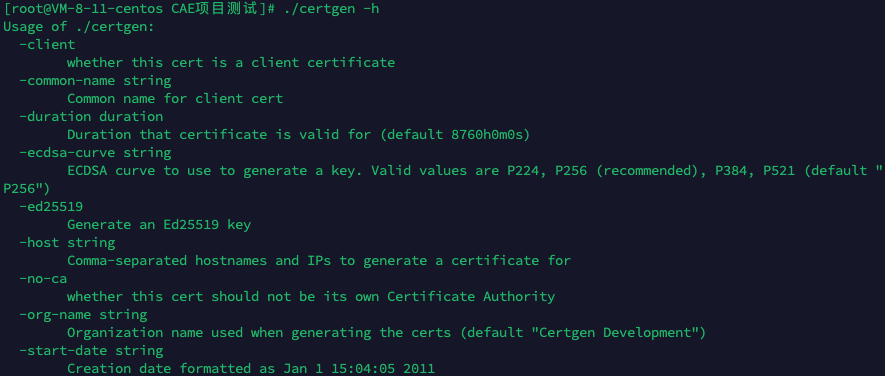 [root@VM-8-11-centos CAE项目测试]# ./certgen -h
Usage of ./certgen:
  -client
        whether this cert is a client certificate
  -common-name string
        Common name for client cert
  -duration duration
        Duration that certificate is valid for (default 8760h0m0s)
  -ecdsa-curve string
        ECDSA curve to use to generate a key. Valid values are P224, P256 (recommended), P384, P521 (default "
P256")
  -ed25519
        Generate an Ed25519 key
  -host string
        Comma-separated hostnames and IPs to generate a certificate for
  -no-ca
        whether this cert should not be its own Certificate Authority
  -org-name string
        Organization name used when generating the certs (default "Certgen Development")
  -start-date string
        Creation date formatted as Jan 1 15:04:05 2011